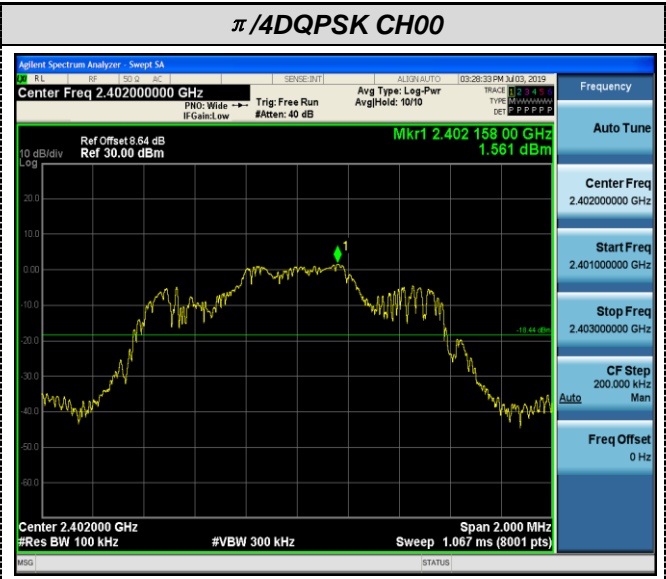 π/4DQPSK CH00
Agilent Spectrum Analyzer - Swept SA
RL RF 50 Ω AC SENSE:INT ALIGN AUTO 03:28:33 PM Jul 03, 2019
Center Freq 2.402000000 GHz
PNO: Wide
IFGain:Low
Trig: Free Run
#Atten: 40 dB
Avg Type: Log-Pwr
Avg|Hold: 10/10
TRACE 1 2 3 4 5 6
TYPE M
DET P P P P P P
Frequency
Auto Tune
Center Freq
2.402000000 GHz
Start Freq
2.401000000 GHz
Stop Freq
2.403000000 GHz
CF Step
200.000 kHz
Auto Man
Freq Offset
0 Hz
Mkr1 2.402 158 00 GHz
1.561 dBm
Ref Offset 8.64 dB
10 dB/div Ref 30.00 dBm
Log
20.0
10.0
0.00
-10.0
-20.0
-30.0
-40.0
-50.0
-60.0
1
-18.44 dBm
Center 2.402000 GHz Span 2.000 MHz
#Res BW 100 kHz #VBW 300 kHz Sweep 1.067 ms (8001 pts)
MSG STATUS